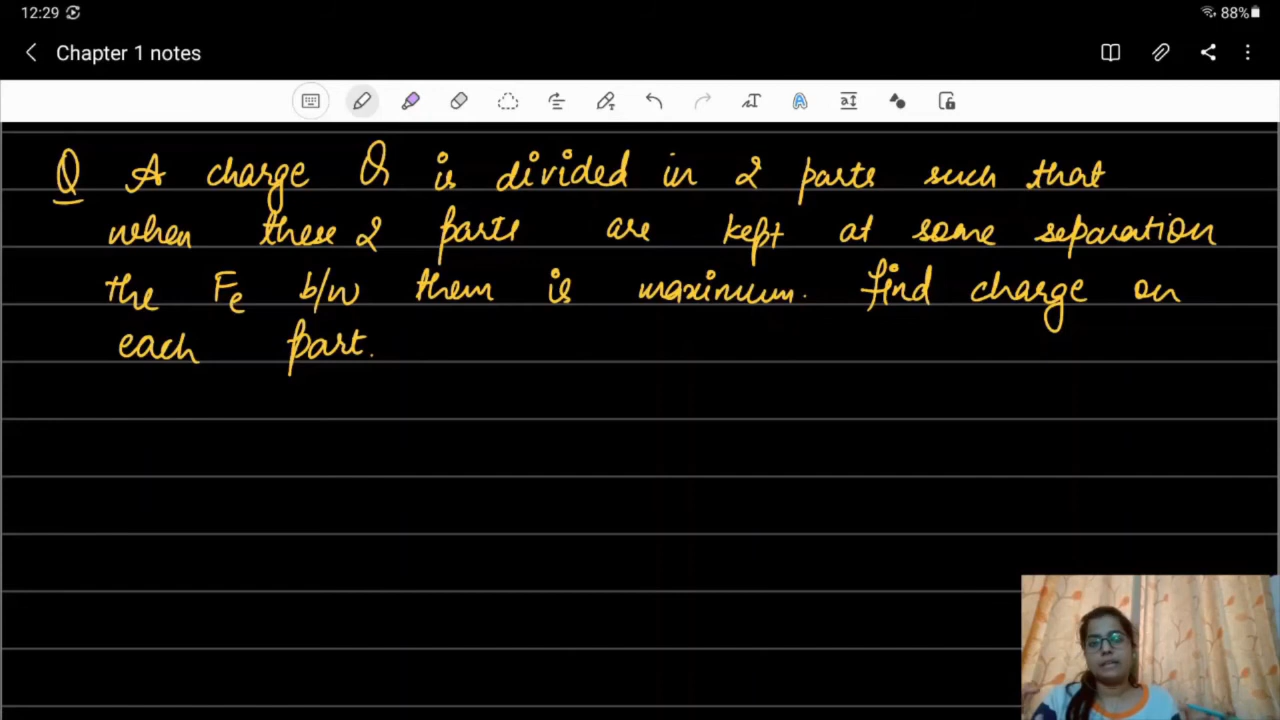 12:29
88%
Chapter 1 notes
Q A charge Q is divided in 2 parts such that
when these 2 parts are kept at some separation
the Fe b/w them is maximum. find charge on
each part.